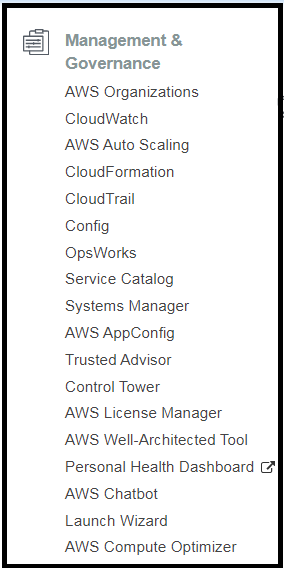 Management &
Governance
AWS Organizations
CloudWatch
AWS Auto Scaling
CloudFormation
CloudTrail
Config
OpsWorks
Service Catalog
Systems Manager
AWS AppConfig
Trusted Advisor
Control Tower
AWS License Manager
AWS Well-Architected Tool
Personal Health Dashboard
AWS Chatbot
Launch Wizard
AWS Compute Optimizer